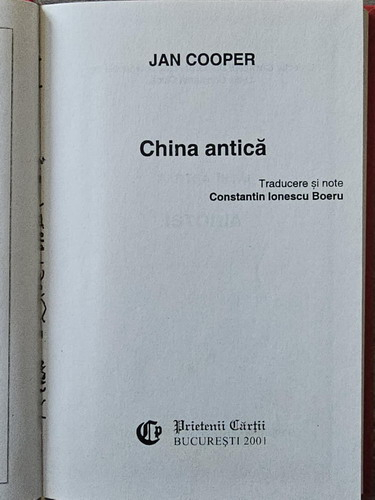 JAN COOPER
China antică
Traducere și note
Constantin Ionescu Boeru
Prietenii Cărții
BUCUREȘTI 2001